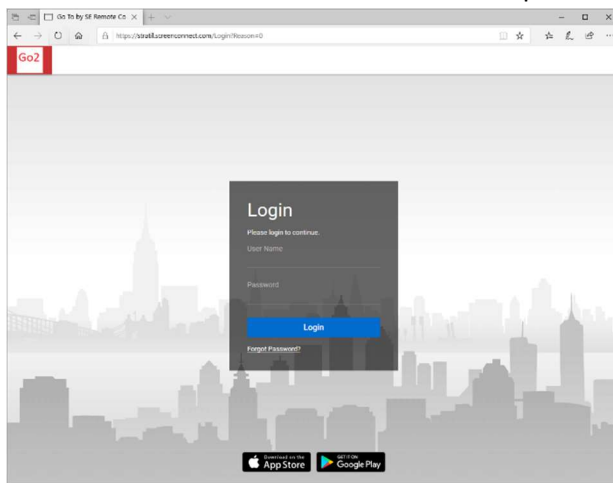 Go To by SE Remote Co
https://stratil.screenconnect.com/Login?Reason=0
Go2
Login
Please login to continue.
User Name
Password
Login
Forgot Password?
Download on the
App Store
GET IT ON
Google Play